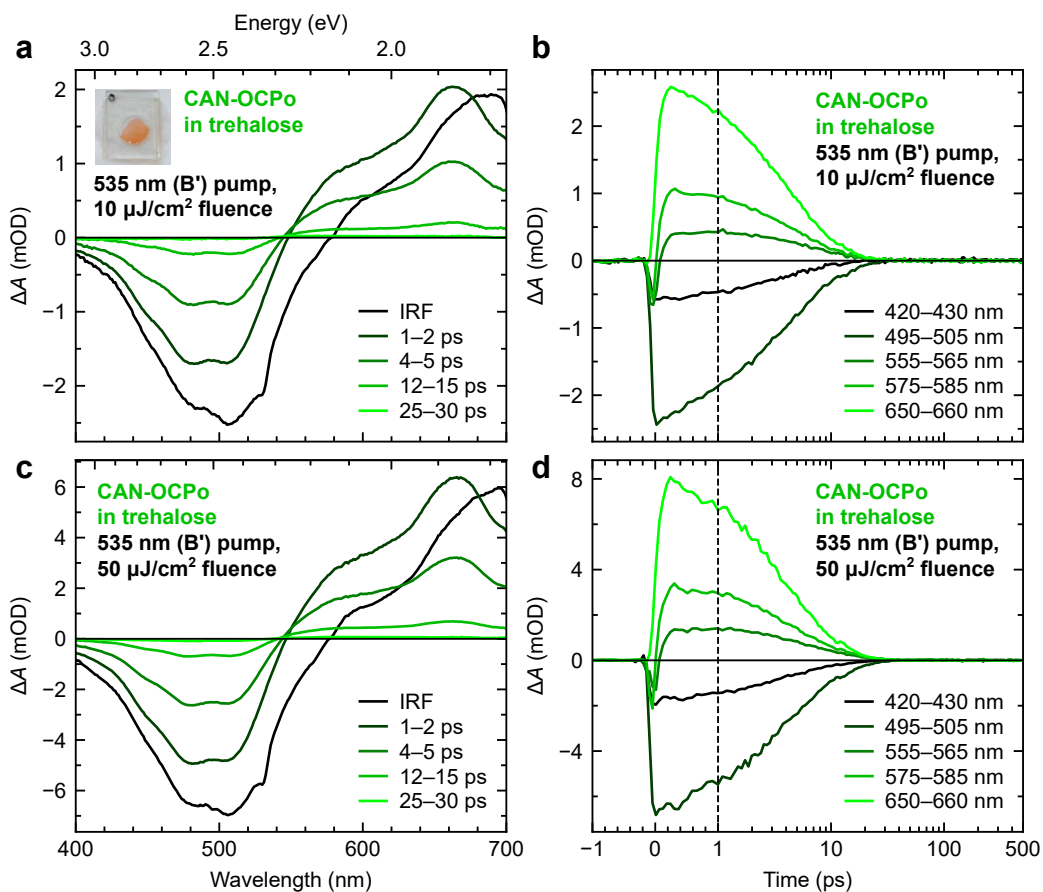 Energy (eV)
a
3.0 2.5 2.0
CAN-OCPo
in trehalose
535 nm (B') pump,
10 µJ/cm² fluence
ΔA (mOD)
2
1
0
−1
−2
IRF
1–2 ps
4–5 ps
12–15 ps
25–30 ps
b
CAN-OCPo
in trehalose
535 nm (B') pump,
10 µJ/cm² fluence
ΔA (mOD)
2
1
0
−1
−2
420–430 nm
495–505 nm
555–565 nm
575–585 nm
650–660 nm
c
CAN-OCPo
in trehalose
535 nm (B') pump,
50 µJ/cm² fluence
ΔA (mOD)
6
4
2
0
−2
−4
−6
IRF
1–2 ps
4–5 ps
12–15 ps
25–30 ps
400 500 600 700
Wavelength (nm)
d
CAN-OCPo
in trehalose
535 nm (B') pump,
50 µJ/cm² fluence
ΔA (mOD)
8
4
0
−4
420–430 nm
495–505 nm
555–565 nm
575–585 nm
650–660 nm
−1 0 1 10 100 500
Time (ps)